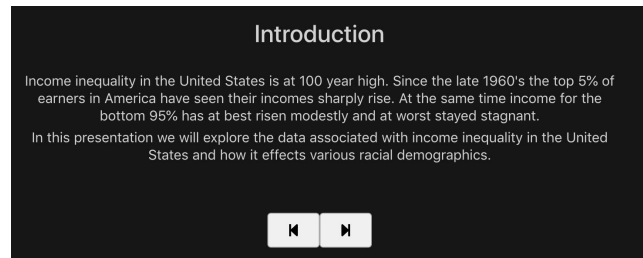 Introduction
Income inequality in the United States is at 100 year high. Since the late 1960's the top 5% of
earners in America have seen their incomes sharply rise. At the same time income for the
bottom 95% has at best risen modestly and at worst stayed stagnant.
In this presentation we will explore the data associated with income inequality in the United
States and how it effects various racial demographics.